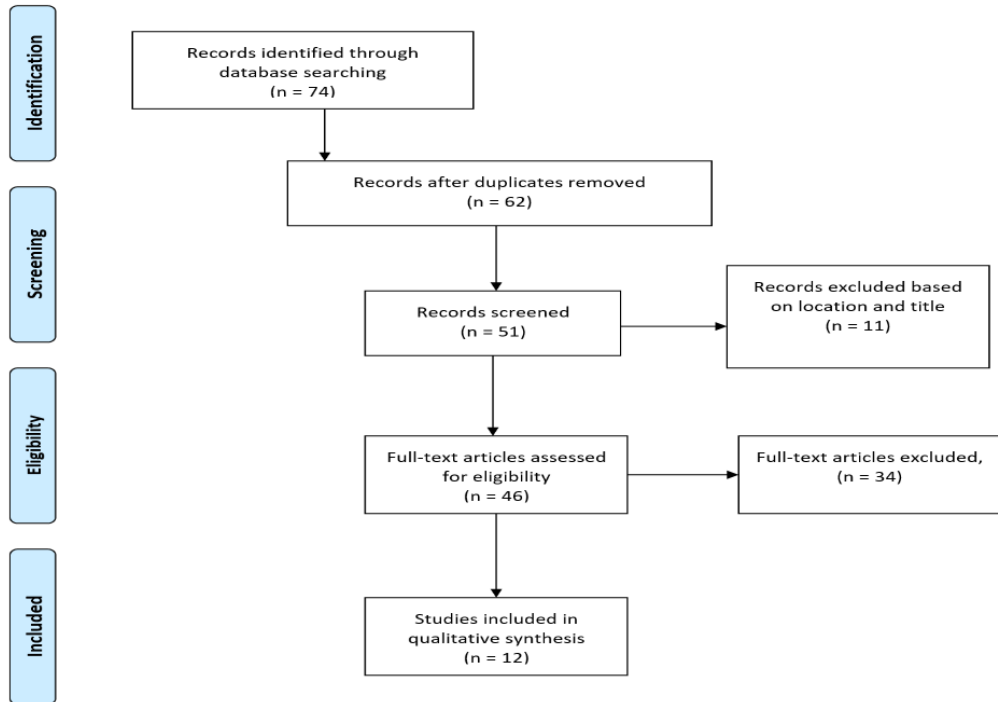 Identification
Records identified through
database searching
(n = 74)
Records after duplicates removed
(n = 62)
Screening
Records screened
(n = 51)
Records excluded based
on location and title
(n = 11)
Eligibility
Full-text articles assessed
for eligibility
(n = 46)
Full-text articles excluded,
(n = 34)
Included
Studies included in
qualitative synthesis
(n = 12)